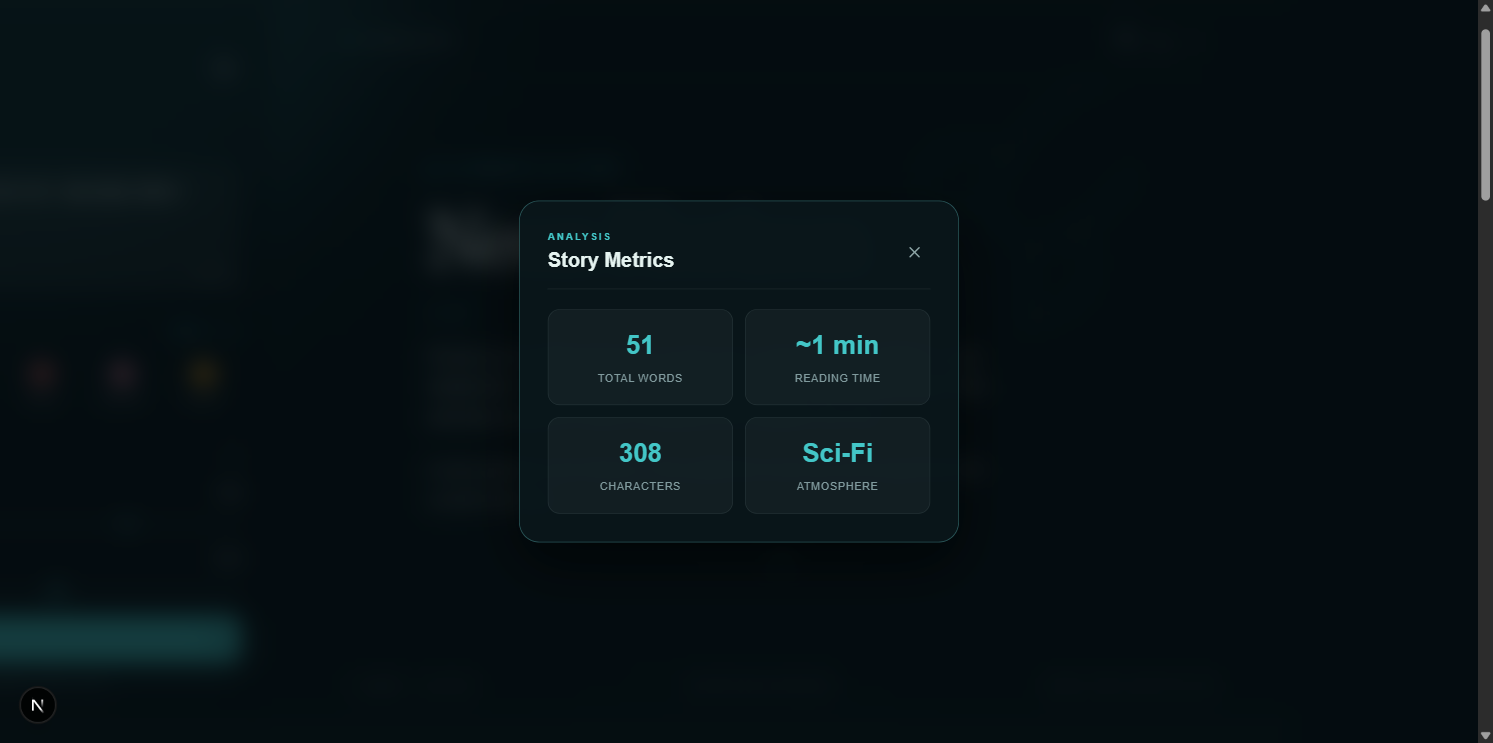 ANALYSIS
Story Metrics
51
TOTAL WORDS
~1 min
READING TIME
308
CHARACTERS
Sci-Fi
ATMOSPHERE
N